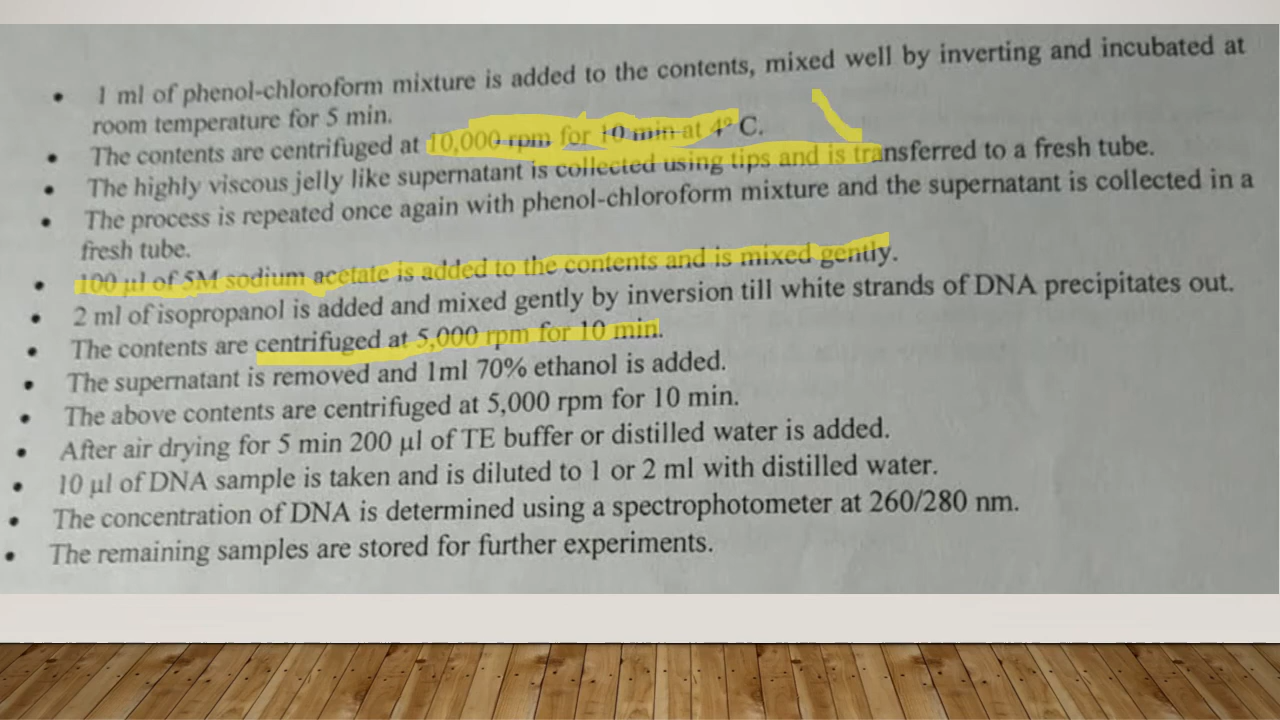 • 1 ml of phenol-chloroform mixture is added to the contents, mixed well by inverting and incubated at
room temperature for 5 min.
• The contents are centrifuged at 10,000 rpm for 10 min at 4° C.
• The highly viscous jelly like supernatant is collected using tips and is transferred to a fresh tube.
• The process is repeated once again with phenol-chloroform mixture and the supernatant is collected in a
fresh tube.
• 100 µl of 5M sodium acetate is added to the contents and is mixed gently.
• 2 ml of isopropanol is added and mixed gently by inversion till white strands of DNA precipitates out.
• The contents are centrifuged at 5,000 rpm for 10 min.
• The supernatant is removed and 1ml 70% ethanol is added.
• The above contents are centrifuged at 5,000 rpm for 10 min.
• After air drying for 5 min 200 µl of TE buffer or distilled water is added.
• 10 µl of DNA sample is taken and is diluted to 1 or 2 ml with distilled water.
• The concentration of DNA is determined using a spectrophotometer at 260/280 nm.
• The remaining samples are stored for further experiments.